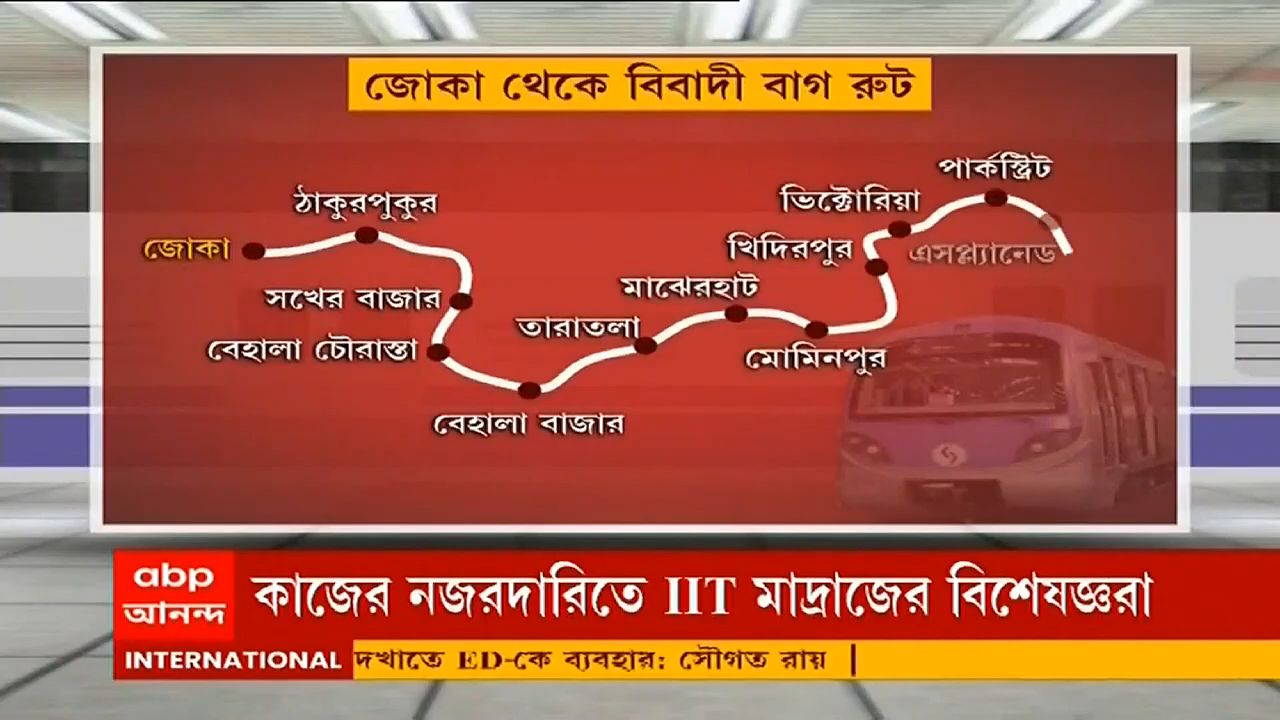 জোকা থেকে বিবাদী বাগ রুট
পার্কস্ট্রিট
ঠাকুরপুকুর
ভিক্টোরিয়া
জোকা
খিদিরপুর
এসপ্ল্যানেড
সখের বাজার
মাঝেরহাট
তারাতলা
বেহালা চৌরাস্তা
মোমিনপুর
বেহালা বাজার
abp
আনন্দ
কাজের নজরদারিতে IIT মাদ্রাজের বিশেষজ্ঞরা
INTERNATIONAL
দখাতে ED-কে ব্যবহার: সৌগত রায় |